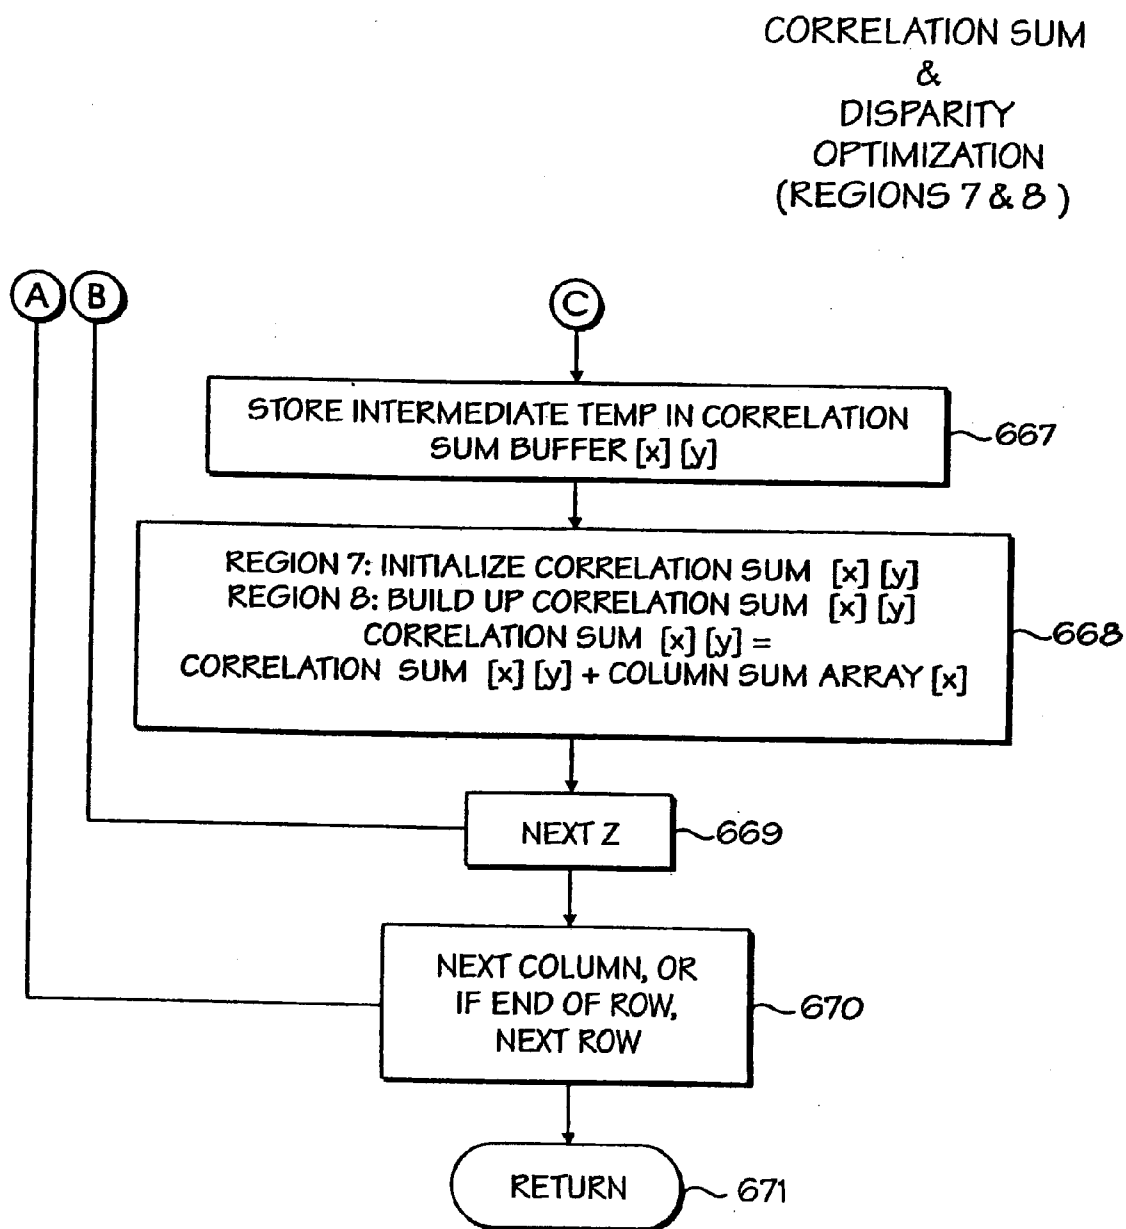 CORRELATION SUM
&
DISPARITY
OPTIMIZATION
(REGIONS 7 & 8 )
A B C
STORE INTERMEDIATE TEMP IN CORRELATION
SUM BUFFER [x] [y]
667
REGION 7: INITIALIZE CORRELATION SUM [x] [y]
REGION 8: BUILD UP CORRELATION SUM [x] [y]
CORRELATION SUM [x] [y] =
CORRELATION SUM [x] [y] + COLUMN SUM ARRAY [x]
668
NEXT Z
669
NEXT COLUMN, OR
IF END OF ROW,
NEXT ROW
670
RETURN
671